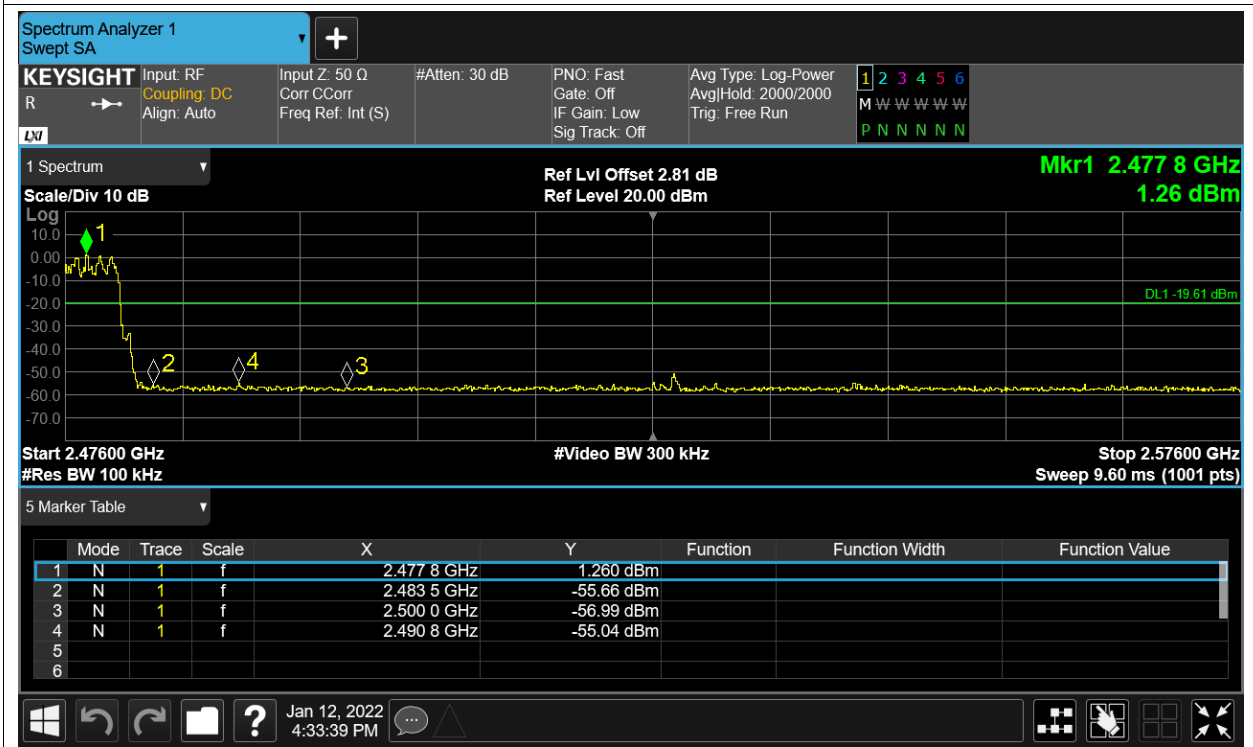 Spectrum Analyzer 1
Swept SA
KEYSIGHT
R
LXI
Input: RF
Coupling: DC
Align: Auto
Input Z: 50 Ω
Corr CCorr
Freq Ref: Int (S)
#Atten: 30 dB
PNO: Fast
Gate: Off
IF Gain: Low
Sig Track: Off
Avg Type: Log-Power
Avg|Hold: 2000/2000
Trig: Free Run
1 2 3 4 5 6
M W W W W W
P N N N N N
1 Spectrum
Scale/Div 10 dB
Ref Lvl Offset 2.81 dB
Ref Level 20.00 dBm
Mkr1 2.477 8 GHz
1.26 dBm
Log
10.0
0.00
-10.0
-20.0
-30.0
-40.0
-50.0
-60.0
-70.0
1
2
4
3
DL1 -19.61 dBm
Start 2.47600 GHz
#Res BW 100 kHz
#Video BW 300 kHz
Stop 2.57600 GHz
Sweep 9.60 ms (1001 pts)
5 Marker Table
Mode Trace Scale X Y Function Function Width Function Value
1 N 1 f 2.477 8 GHz 1.260 dBm
2 N 1 f 2.483 5 GHz -55.66 dBm
3 N 1 f 2.500 0 GHz -56.99 dBm
4 N 1 f 2.490 8 GHz -55.04 dBm
5
6
?
Jan 12, 2022
4:33:39 PM